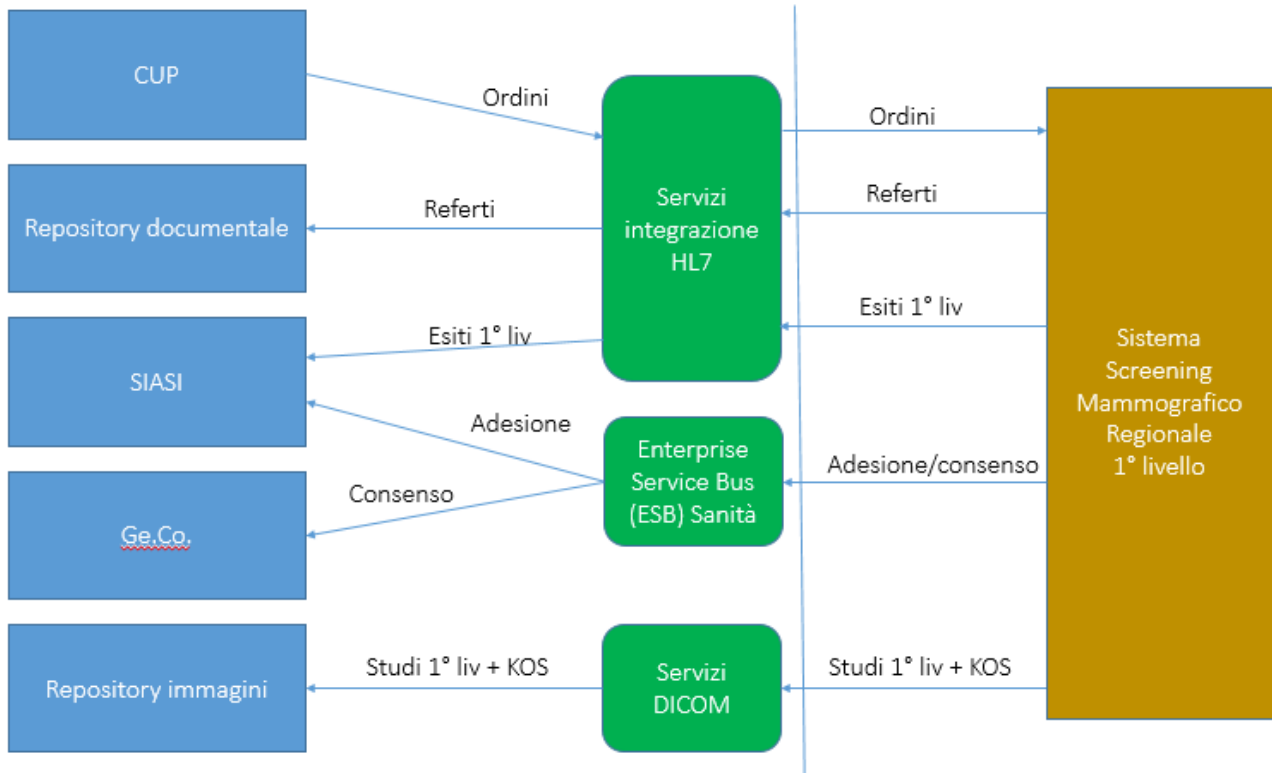 CUP
Ordini
Ordini
Repository documentale
Referti
Servizi
integrazione
HL7
Referti
SIASI
Esiti 1° liv
Esiti 1° liv
Sistema
Screening
Mammografico
Regionale
1° livello
Adesione
Consenso
Ge.Co.
Enterprise
Service Bus
(ESB) Sanità
Adesione/consenso
Repository immagini
Studi 1° liv + KOS
Servizi
DICOM
Studi 1° liv + KOS